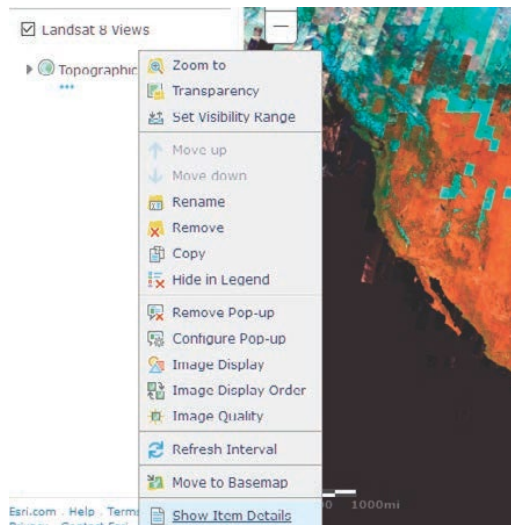 Landsat 8 Views
Topographic
Zoom to
Transparency
Set Visibility Range
Move up
Move down
Rename
Remove
Copy
Hide in Legend
Remove Pop-up
Configure Pop-up
Image Display
Image Display Order
Image Quality
Refresh Interval
Move to Basemap
Show Item Details
1000mi
Esri.com . Help . Terms